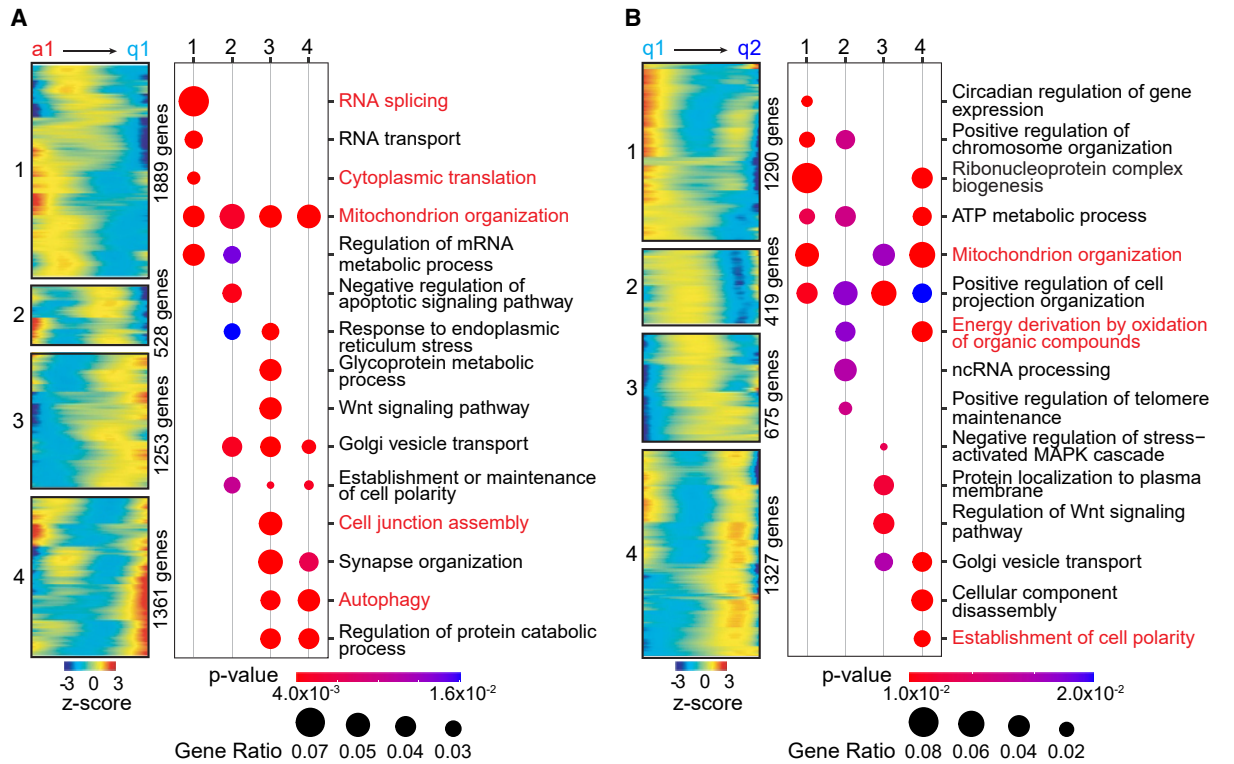 A
a1 q1
1 2 3 4
1
1889 genes
2
528 genes
3
1253 genes
4
1361 genes
RNA splicing
RNA transport
Cytoplasmic translation
Mitochondrion organization
Regulation of mRNA
metabolic process
Negative regulation of
apoptotic signaling pathway
Response to endoplasmic
reticulum stress
Glycoprotein metabolic
process
Wnt signaling pathway
Golgi vesicle transport
Establishment or maintenance
of cell polarity
Cell junction assembly
Synapse organization
Autophagy
Regulation of protein catabolic
process
-3 0 3
z-score
p-value
4.0x10⁻³ 1.6x10⁻²
Gene Ratio 0.07 0.05 0.04 0.03
B
q1 q2
1 2 3 4
1
1290 genes
2
419 genes
3
675 genes
4
1327 genes
Circadian regulation of gene
expression
Positive regulation of
chromosome organization
Ribonucleoprotein complex
biogenesis
ATP metabolic process
Mitochondrion organization
Positive regulation of cell
projection organization
Energy derivation by oxidation
of organic compounds
ncRNA processing
Positive regulation of telomere
maintenance
Negative regulation of stress−
activated MAPK cascade
Protein localization to plasma
membrane
Regulation of Wnt signaling
pathway
Golgi vesicle transport
Cellular component
disassembly
Establishment of cell polarity
-3 0 3
z-score
p-value
1.0x10⁻² 2.0x10⁻²
Gene Ratio 0.08 0.06 0.04 0.02